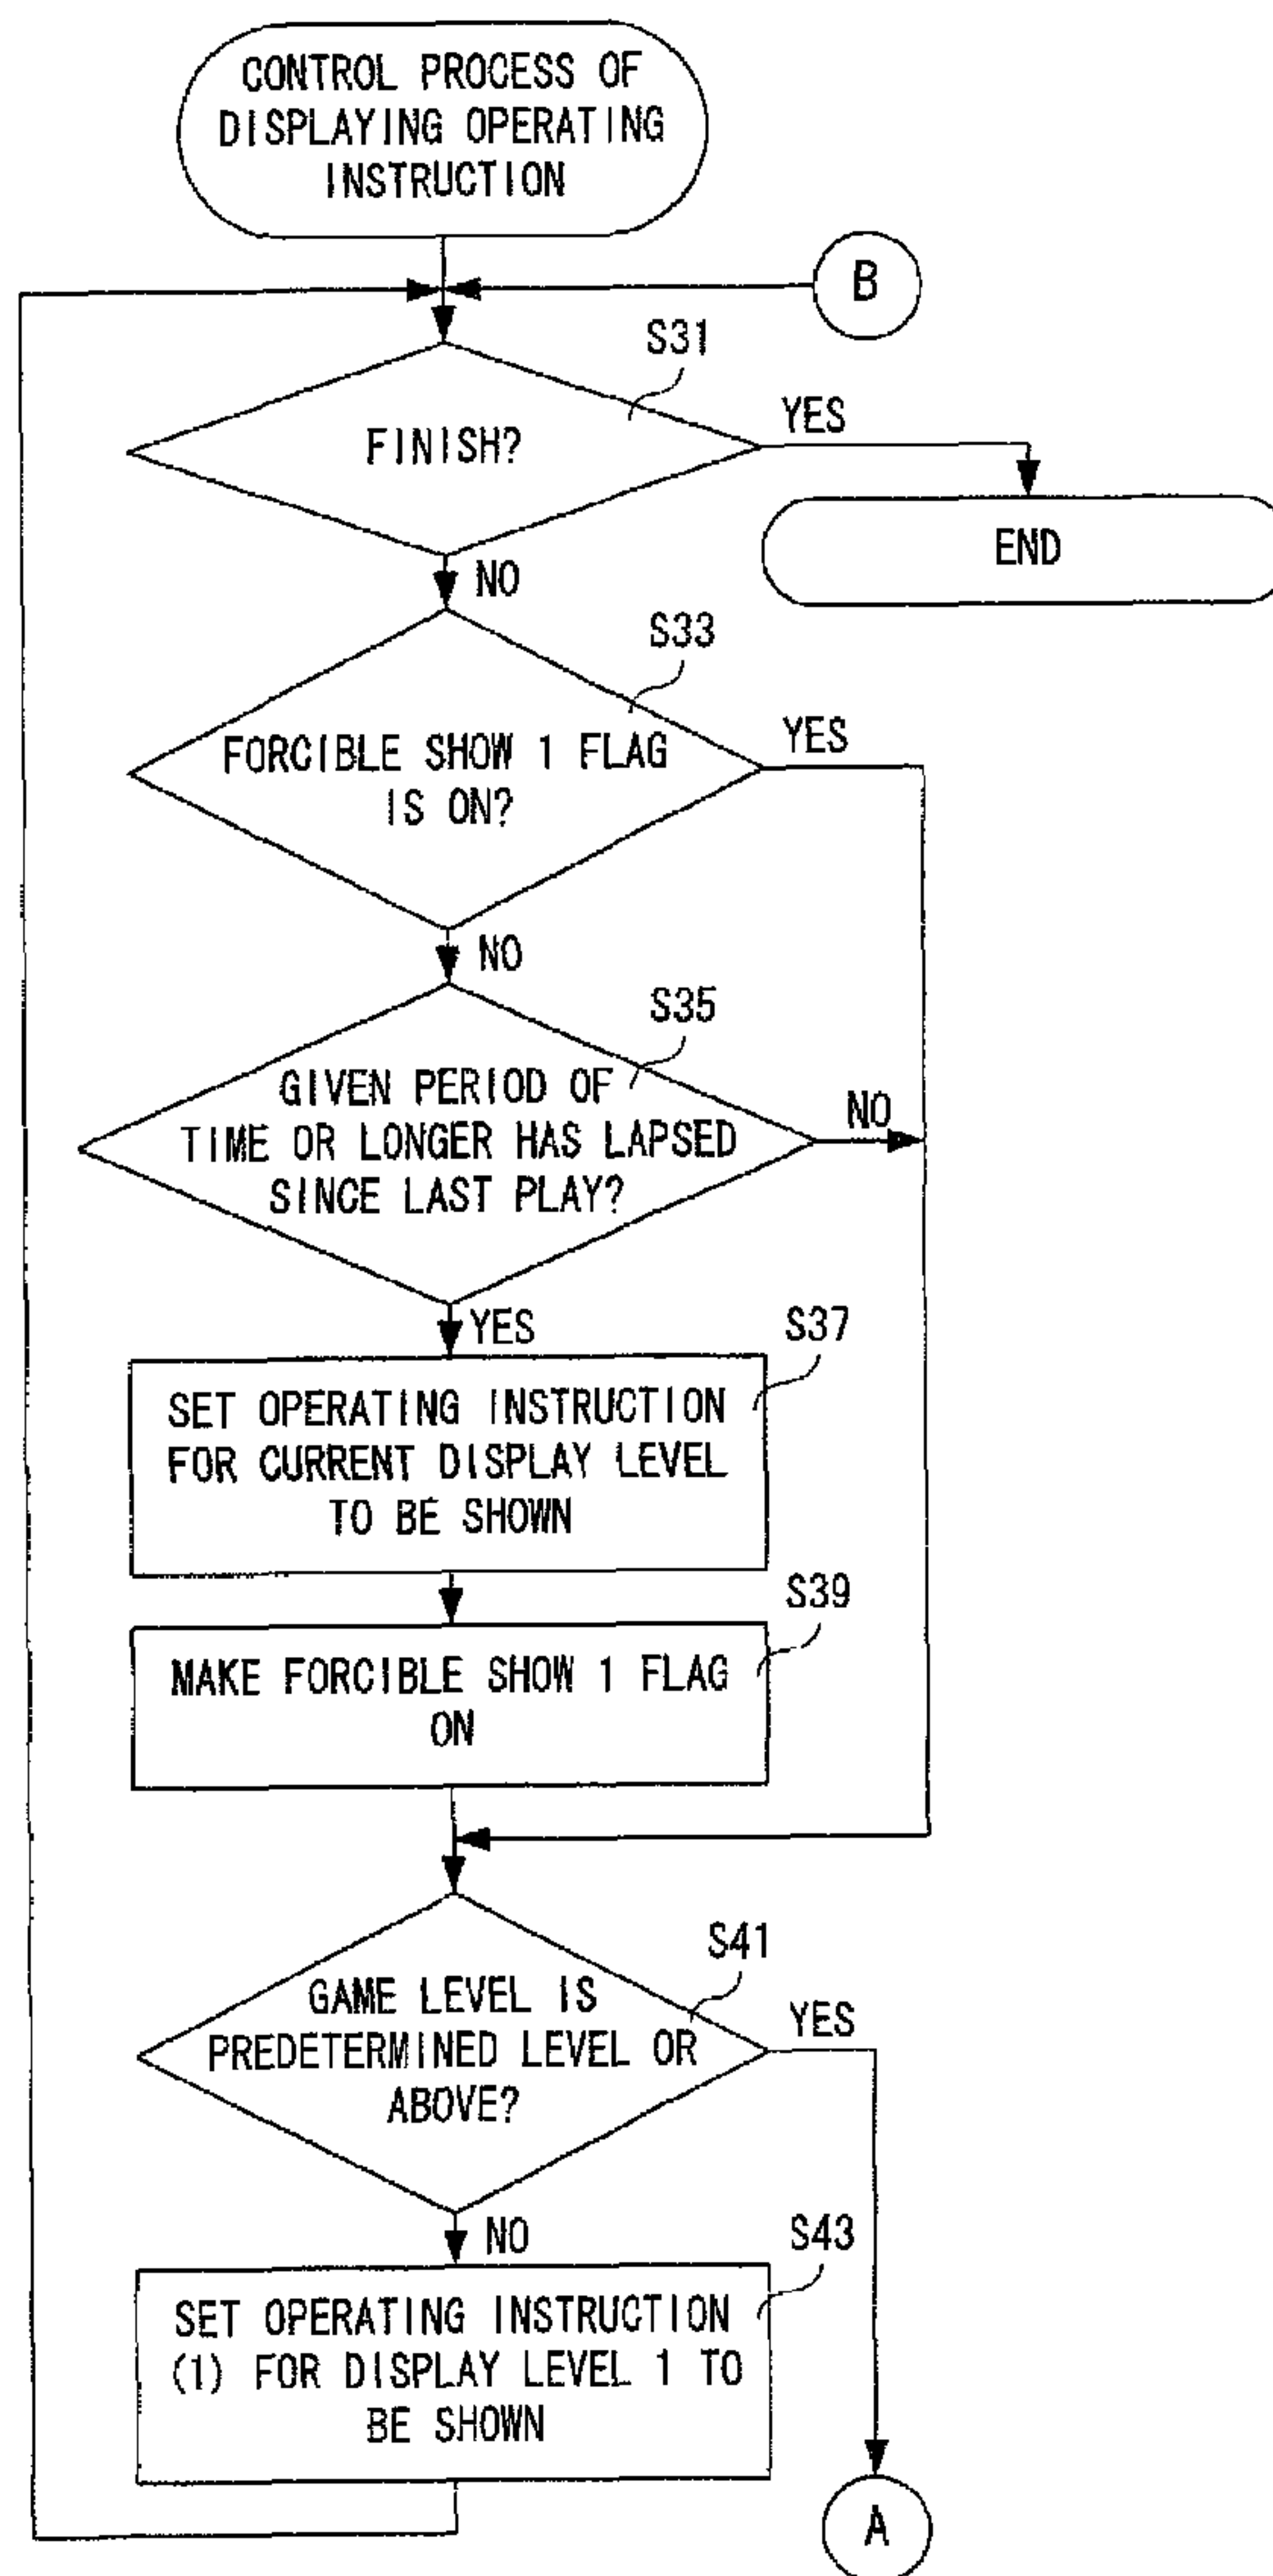 CONTROL PROCESS OF
DISPLAYING OPERATING
INSTRUCTION
B
S31
FINISH?
YES
END
NO
S33
FORCIBLE SHOW 1 FLAG
IS ON?
YES
NO
S35
GIVEN PERIOD OF
TIME OR LONGER HAS LAPSED
SINCE LAST PLAY?
NO
YES
S37
SET OPERATING INSTRUCTION
FOR CURRENT DISPLAY LEVEL
TO BE SHOWN
S39
MAKE FORCIBLE SHOW 1 FLAG
ON
S41
GAME LEVEL IS
PREDETERMINED LEVEL OR
ABOVE?
YES
NO
S43
SET OPERATING INSTRUCTION
(1) FOR DISPLAY LEVEL 1 TO
BE SHOWN
A